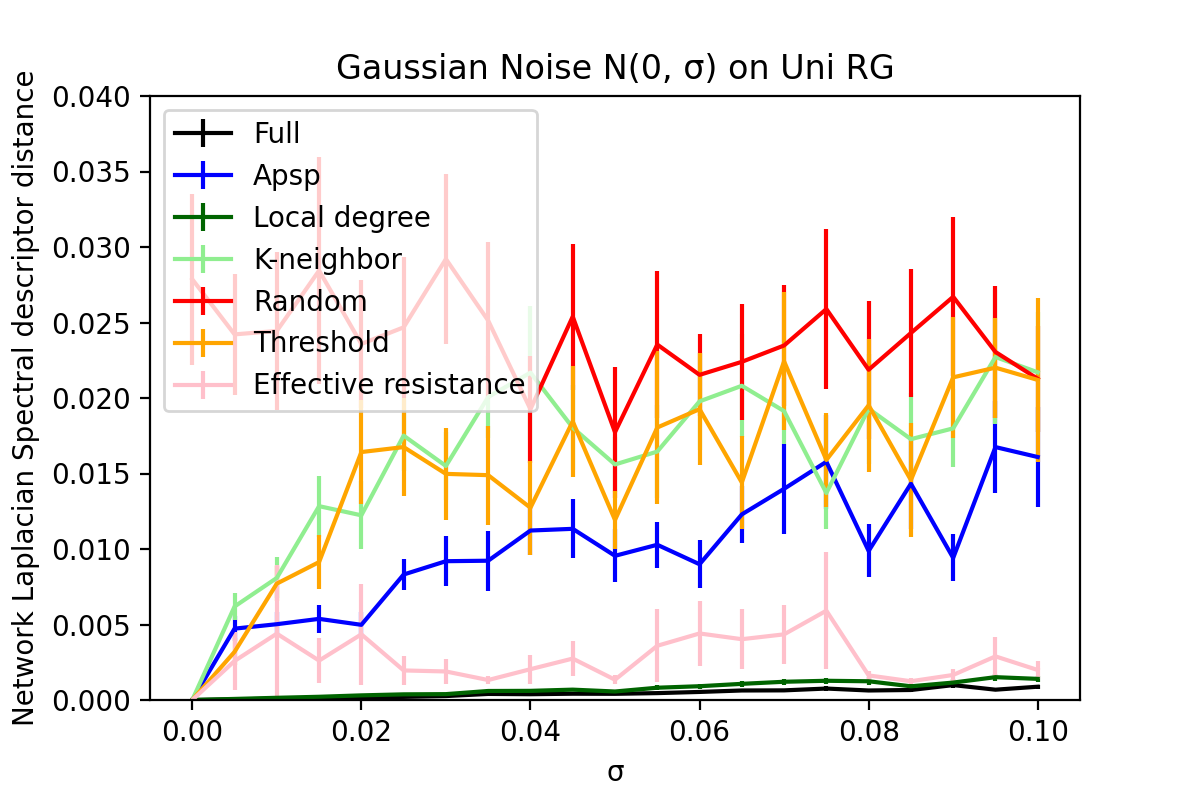 Gaussian Noise N(0, σ) on Uni RG
Network Laplacian Spectral descriptor distance
0.040
0.035
0.030
0.025
0.020
0.015
0.010
0.005
0.000
Full
Apsp
Local degree
K-neighbor
Random
Threshold
Effective resistance
0.00 0.02 0.04 0.06 0.08 0.10
σ